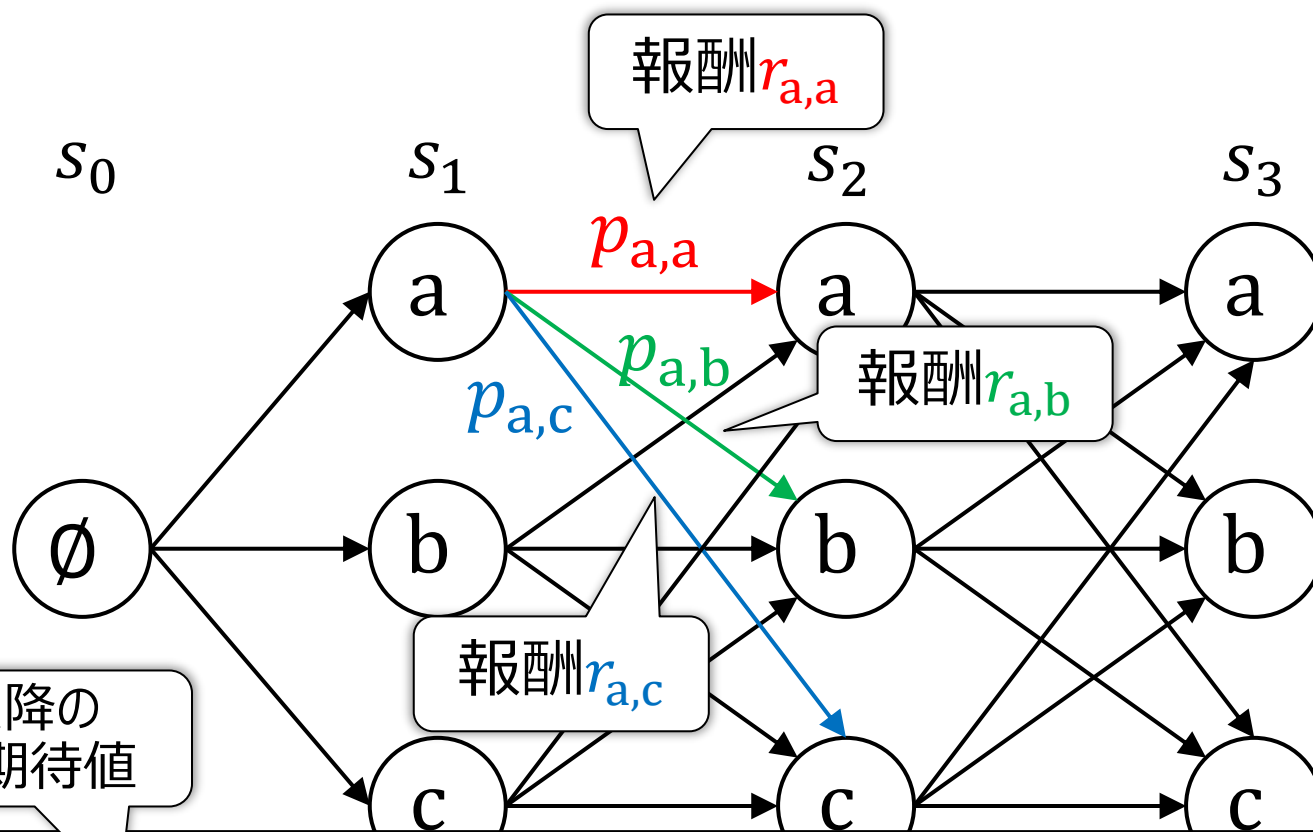 報酬r_{a,a}
s_0
s_1
s_2
s_3
p_{a,a}
a
a
a
p_{a,b}
報酬r_{a,b}
p_{a,c}
∅
b
b
b
報酬r_{a,c}
降の
期待値
c
c
c